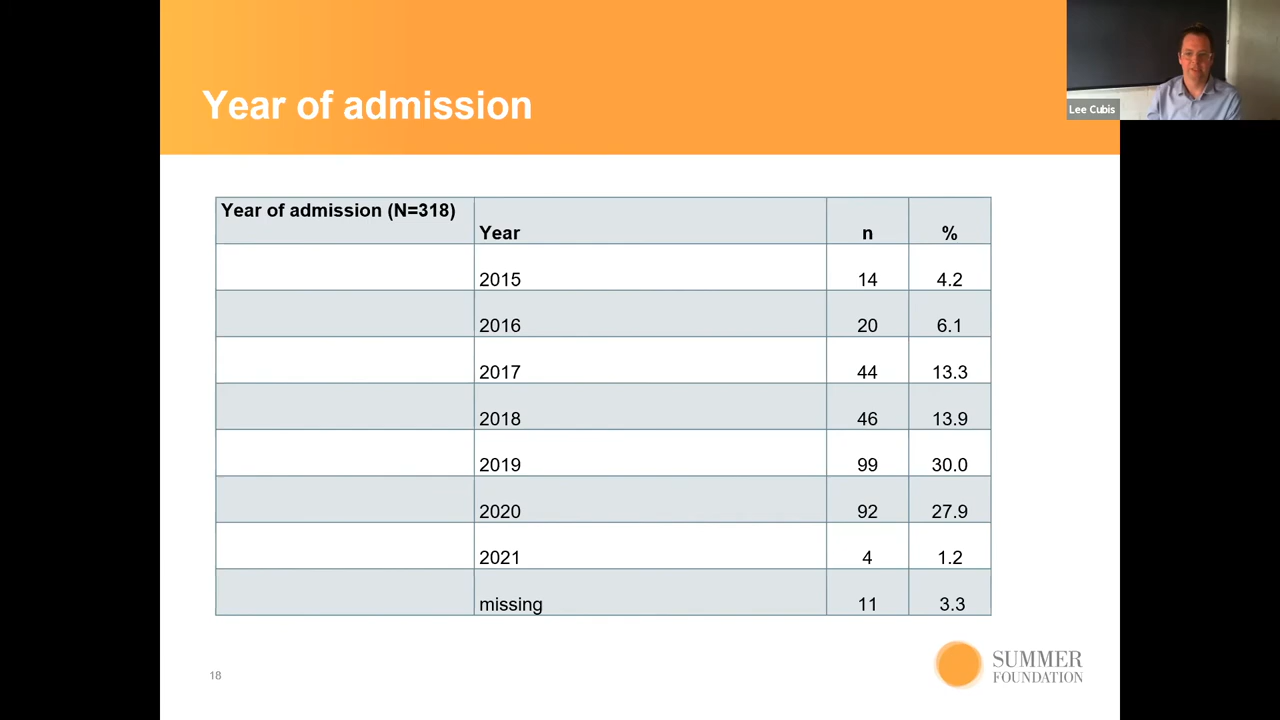 Year of admission
Lee Cubis
Year of admission (N=318)
Year n %
2015 14 4.2
2016 20 6.1
2017 44 13.3
2018 46 13.9
2019 99 30.0
2020 92 27.9
2021 4 1.2
missing 11 3.3
18
SUMMER
FOUNDATION